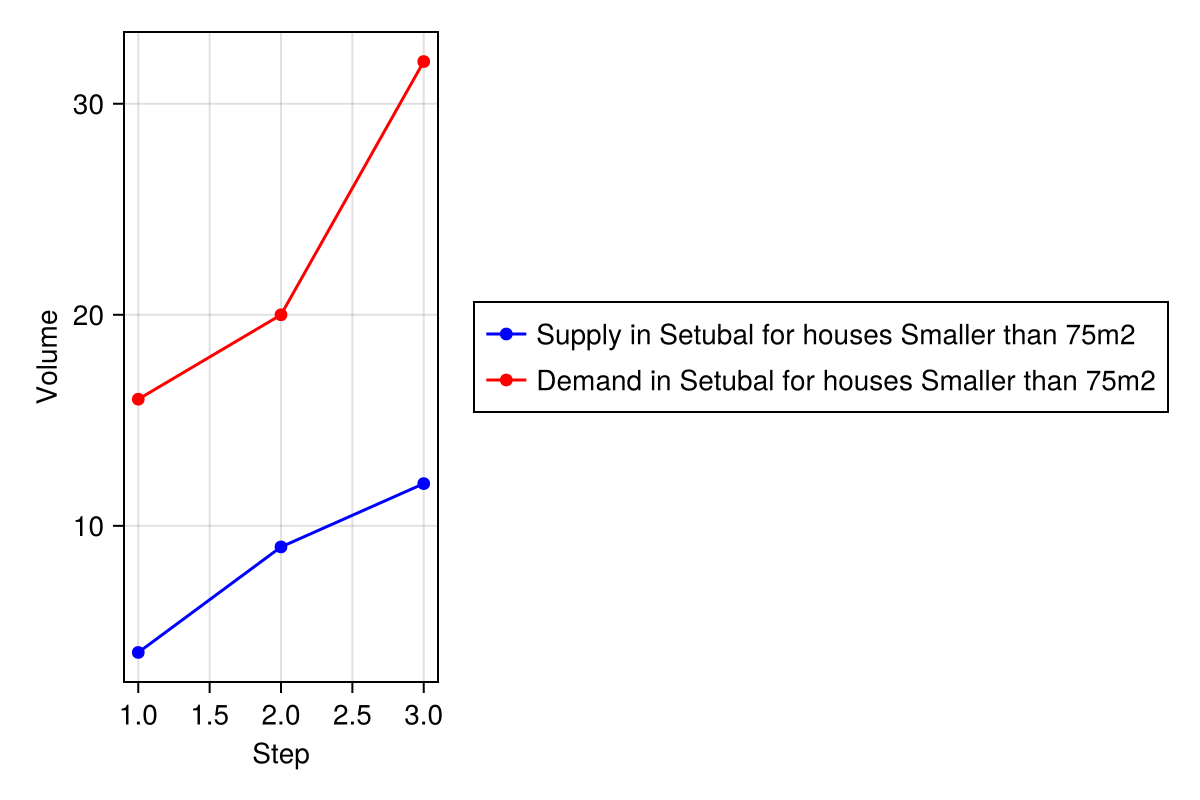 30
20
10
Volume
1.0 1.5 2.0 2.5 3.0
Step
Supply in Setubal for houses Smaller than 75m2
Demand in Setubal for houses Smaller than 75m2